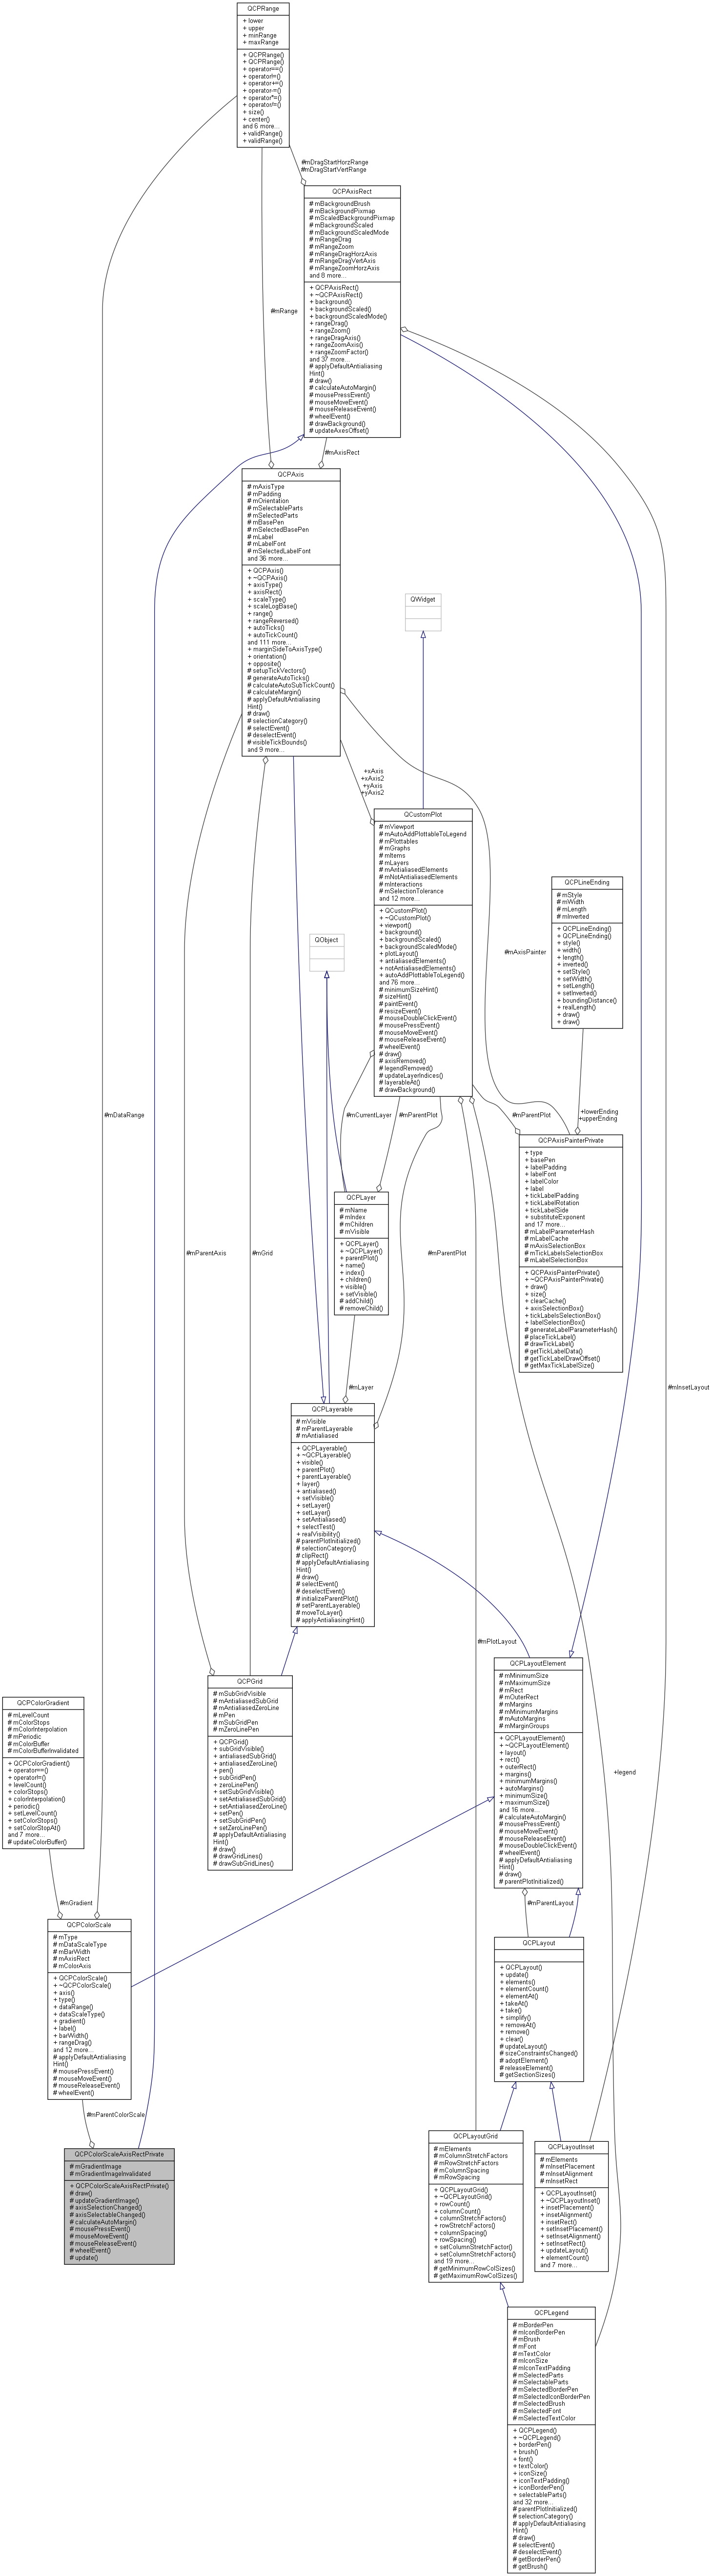 QCPRange
+ lower
+ upper
+ minRange
+ maxRange
+ QCPRange()
+ QCPRange()
+ operator==()
+ operator!=()
+ operator+=()
+ operator-=()
+ operator*=()
+ operator/=()
+ size()
+ center()
and 6 more...
+ validRange()
+ validRange()
#mDragStartHorzRange
#mDragStartVertRange
QCPAxisRect
# mBackgroundBrush
# mBackgroundPixmap
# mScaledBackgroundPixmap
# mBackgroundScaled
# mBackgroundScaledMode
# mRangeDrag
# mRangeZoom
# mRangeDragHorzAxis
# mRangeDragVertAxis
# mRangeZoomHorzAxis
and 8 more...
+ QCPAxisRect()
+ ~QCPAxisRect()
+ background()
+ backgroundScaled()
+ backgroundScaledMode()
+ rangeDrag()
+ rangeZoom()
+ rangeDragAxis()
+ rangeZoomAxis()
+ rangeZoomFactor()
and 37 more...
# applyDefaultAntialiasing
Hint()
# draw()
# calculateAutoMargin()
# mousePressEvent()
# mouseMoveEvent()
# mouseReleaseEvent()
# wheelEvent()
# drawBackground()
# updateAxesOffset()
#mRange
#mAxisRect
QCPAxis
# mAxisType
# mPadding
# mOrientation
# mSelectableParts
# mSelectedParts
# mBasePen
# mSelectedBasePen
# mLabel
# mLabelFont
# mSelectedLabelFont
and 36 more...
+ QCPAxis()
+ ~QCPAxis()
+ axisType()
+ axisRect()
+ scaleType()
+ scaleLogBase()
+ range()
+ rangeReversed()
+ autoTicks()
+ autoTickCount()
and 111 more...
+ marginSideToAxisType()
+ orientation()
+ opposite()
# setupTickVectors()
# generateAutoTicks()
# calculateAutoSubTickCount()
# calculateMargin()
# applyDefaultAntialiasing
Hint()
# draw()
# selectionCategory()
# selectEvent()
# deselectEvent()
# visibleTickBounds()
and 9 more...
QWidget
+xAxis
+xAxis2
+yAxis
+yAxis2
QCustomPlot
# mViewport
# mAutoAddPlottableToLegend
# mPlottables
# mGraphs
# mItems
# mLayers
# mAntialiasedElements
# mNotAntialiasedElements
# mInteractions
# mSelectionTolerance
and 12 more...
+ QCustomPlot()
+ ~QCustomPlot()
+ viewport()
+ background()
+ backgroundScaled()
+ backgroundScaledMode()
+ plotLayout()
+ antialiasedElements()
+ notAntialiasedElements()
+ autoAddPlottableToLegend()
and 76 more...
# minimumSizeHint()
# sizeHint()
# paintEvent()
# resizeEvent()
# mouseDoubleClickEvent()
# mousePressEvent()
# mouseMoveEvent()
# mouseReleaseEvent()
# wheelEvent()
# draw()
# axisRemoved()
# legendRemoved()
# updateLayerIndices()
# layerableAt()
# drawBackground()
QObject
#mAxisPainter
QCPLineEnding
# mStyle
# mWidth
# mLength
# mInverted
+ QCPLineEnding()
+ QCPLineEnding()
+ style()
+ width()
+ length()
+ inverted()
+ setStyle()
+ setWidth()
+ setLength()
+ setInverted()
+ boundingDistance()
+ realLength()
+ draw()
+ draw()
#mDataRange
#mCurrentLayer
#mParentPlot
#mParentPlot
+lowerEnding
+upperEnding
QCPAxisPainterPrivate
+ type
+ basePen
+ labelPadding
+ labelFont
+ labelColor
+ label
+ tickLabelPadding
+ tickLabelRotation
+ tickLabelSide
+ substituteExponent
and 17 more...
# mLabelParameterHash
# mLabelCache
# mAxisSelectionBox
# mTickLabelsSelectionBox
# mLabelSelectionBox
+ QCPAxisPainterPrivate()
+ ~QCPAxisPainterPrivate()
+ draw()
+ size()
+ clearCache()
+ axisSelectionBox()
+ tickLabelsSelectionBox()
+ labelSelectionBox()
# generateLabelParameterHash()
# placeTickLabel()
# drawTickLabel()
# getTickLabelData()
# getTickLabelDrawOffset()
# getMaxTickLabelSize()
QCPLayer
# mName
# mIndex
# mChildren
# mVisible
+ QCPLayer()
+ ~QCPLayer()
+ parentPlot()
+ name()
+ index()
+ children()
+ visible()
+ setVisible()
# addChild()
# removeChild()
#mParentAxis
#mGrid
#mParentPlot
#mLayer
#mInsetLayout
QCPLayerable
# mVisible
# mParentLayerable
# mAntialiased
+ QCPLayerable()
+ ~QCPLayerable()
+ visible()
+ parentPlot()
+ parentLayerable()
+ layer()
+ antialiased()
+ setVisible()
+ setLayer()
+ setLayer()
+ setAntialiased()
+ selectTest()
+ realVisibility()
# parentPlotInitialized()
# selectionCategory()
# clipRect()
# applyDefaultAntialiasing
Hint()
# draw()
# selectEvent()
# deselectEvent()
# initializeParentPlot()
# setParentLayerable()
# moveToLayer()
# applyAntialiasingHint()
#mPlotLayout
QCPGrid
# mSubGridVisible
# mAntialiasedSubGrid
# mAntialiasedZeroLine
# mPen
# mSubGridPen
# mZeroLinePen
+ QCPGrid()
+ subGridVisible()
+ antialiasedSubGrid()
+ antialiasedZeroLine()
+ pen()
+ subGridPen()
+ zeroLinePen()
+ setSubGridVisible()
+ setAntialiasedSubGrid()
+ setAntialiasedZeroLine()
+ setPen()
+ setSubGridPen()
+ setZeroLinePen()
# applyDefaultAntialiasing
Hint()
# draw()
# drawGridLines()
# drawSubGridLines()
QCPLayoutElement
# mMinimumSize
# mMaximumSize
# mRect
# mOuterRect
# mMargins
# mMinimumMargins
# mAutoMargins
# mMarginGroups
+ QCPLayoutElement()
+ ~QCPLayoutElement()
+ layout()
+ rect()
+ outerRect()
+ margins()
+ minimumMargins()
+ autoMargins()
+ minimumSize()
+ maximumSize()
and 16 more...
# calculateAutoMargin()
# mousePressEvent()
# mouseMoveEvent()
# mouseReleaseEvent()
# mouseDoubleClickEvent()
# wheelEvent()
# applyDefaultAntialiasing
Hint()
# draw()
# parentPlotInitialized()
+legend
QCPColorGradient
# mLevelCount
# mColorStops
# mColorInterpolation
# mPeriodic
# mColorBuffer
# mColorBufferInvalidated
+ QCPColorGradient()
+ operator==()
+ operator!=()
+ levelCount()
+ colorStops()
+ colorInterpolation()
+ periodic()
+ setLevelCount()
+ setColorStops()
+ setColorStopAt()
and 7 more...
# updateColorBuffer()
#mGradient
#mParentLayout
QCPColorScale
# mType
# mDataScaleType
# mBarWidth
# mAxisRect
# mColorAxis
+ QCPColorScale()
+ ~QCPColorScale()
+ axis()
+ type()
+ dataRange()
+ dataScaleType()
+ gradient()
+ label()
+ barWidth()
+ rangeDrag()
and 12 more...
# applyDefaultAntialiasing
Hint()
# mousePressEvent()
# mouseMoveEvent()
# mouseReleaseEvent()
# wheelEvent()
QCPLayout
+ QCPLayout()
+ update()
+ elements()
+ elementCount()
+ elementAt()
+ takeAt()
+ take()
+ simplify()
+ removeAt()
+ remove()
+ clear()
# updateLayout()
# sizeConstraintsChanged()
# adoptElement()
# releaseElement()
# getSectionSizes()
#mParentColorScale
QCPColorScaleAxisRectPrivate
# mGradientImage
# mGradientImageInvalidated
+ QCPColorScaleAxisRectPrivate()
# draw()
# updateGradientImage()
# axisSelectionChanged()
# axisSelectableChanged()
# calculateAutoMargin()
# mousePressEvent()
# mouseMoveEvent()
# mouseReleaseEvent()
# wheelEvent()
# update()
QCPLayoutGrid
# mElements
# mColumnStretchFactors
# mRowStretchFactors
# mColumnSpacing
# mRowSpacing
+ QCPLayoutGrid()
+ ~QCPLayoutGrid()
+ rowCount()
+ columnCount()
+ columnStretchFactors()
+ rowStretchFactors()
+ columnSpacing()
+ rowSpacing()
+ setColumnStretchFactor()
+ setColumnStretchFactors()
and 19 more...
# getMinimumRowColSizes()
# getMaximumRowColSizes()
QCPLayoutInset
# mElements
# mInsetPlacement
# mInsetAlignment
# mInsetRect
+ QCPLayoutInset()
+ ~QCPLayoutInset()
+ insetPlacement()
+ insetAlignment()
+ insetRect()
+ setInsetPlacement()
+ setInsetAlignment()
+ setInsetRect()
+ updateLayout()
+ elementCount()
and 7 more...
QCPLegend
# mBorderPen
# mIconBorderPen
# mBrush
# mFont
# mTextColor
# mIconSize
# mIconTextPadding
# mSelectedParts
# mSelectableParts
# mSelectedBorderPen
# mSelectedIconBorderPen
# mSelectedBrush
# mSelectedFont
# mSelectedTextColor
+ QCPLegend()
+ ~QCPLegend()
+ borderPen()
+ brush()
+ font()
+ textColor()
+ iconSize()
+ iconTextPadding()
+ iconBorderPen()
+ selectableParts()
and 32 more...
# parentPlotInitialized()
# selectionCategory()
# applyDefaultAntialiasing
Hint()
# draw()
# selectEvent()
# deselectEvent()
# getBorderPen()
# getBrush()